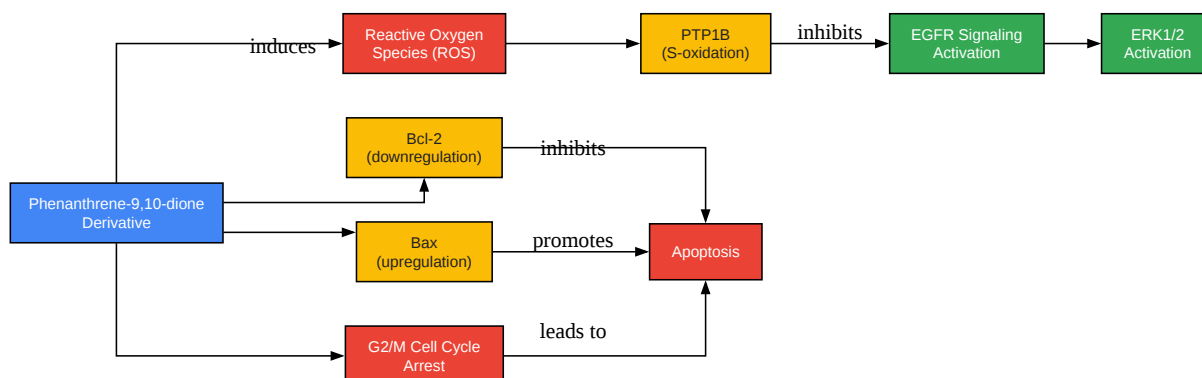 induces
Reactive Oxygen
Species (ROS)
PTP1B
(S-oxidation)
inhibits
EGFR Signaling
Activation
ERK1/2
Activation
Bcl-2
(downregulation)
inhibits
Phenanthrene-9,10-dione
Derivative
Bax
(upregulation)
promotes
Apoptosis
G2/M Cell Cycle
Arrest
leads to